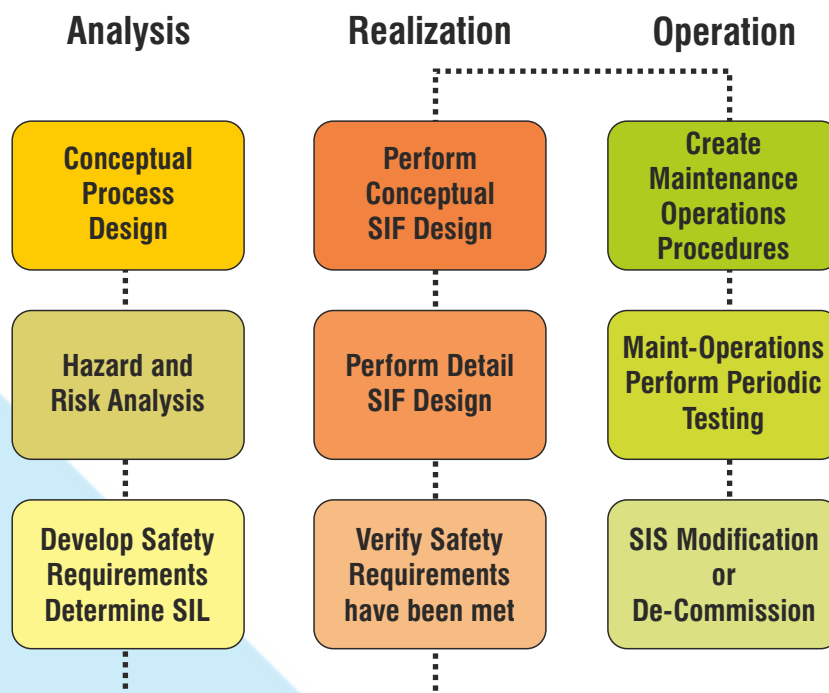 Analysis
Realization
Operation
Conceptual
Process
Design
Hazard and
Risk Analysis
Develop Safety
Requirements
Determine SIL
Perform
Conceptual
SIF Design
Perform Detail
SIF Design
Verify Safety
Requirements
have been met
Create
Maintenance
Operations
Procedures
Maint-Operations
Perform Periodic
Testing
SIS Modification
or
De-Commission